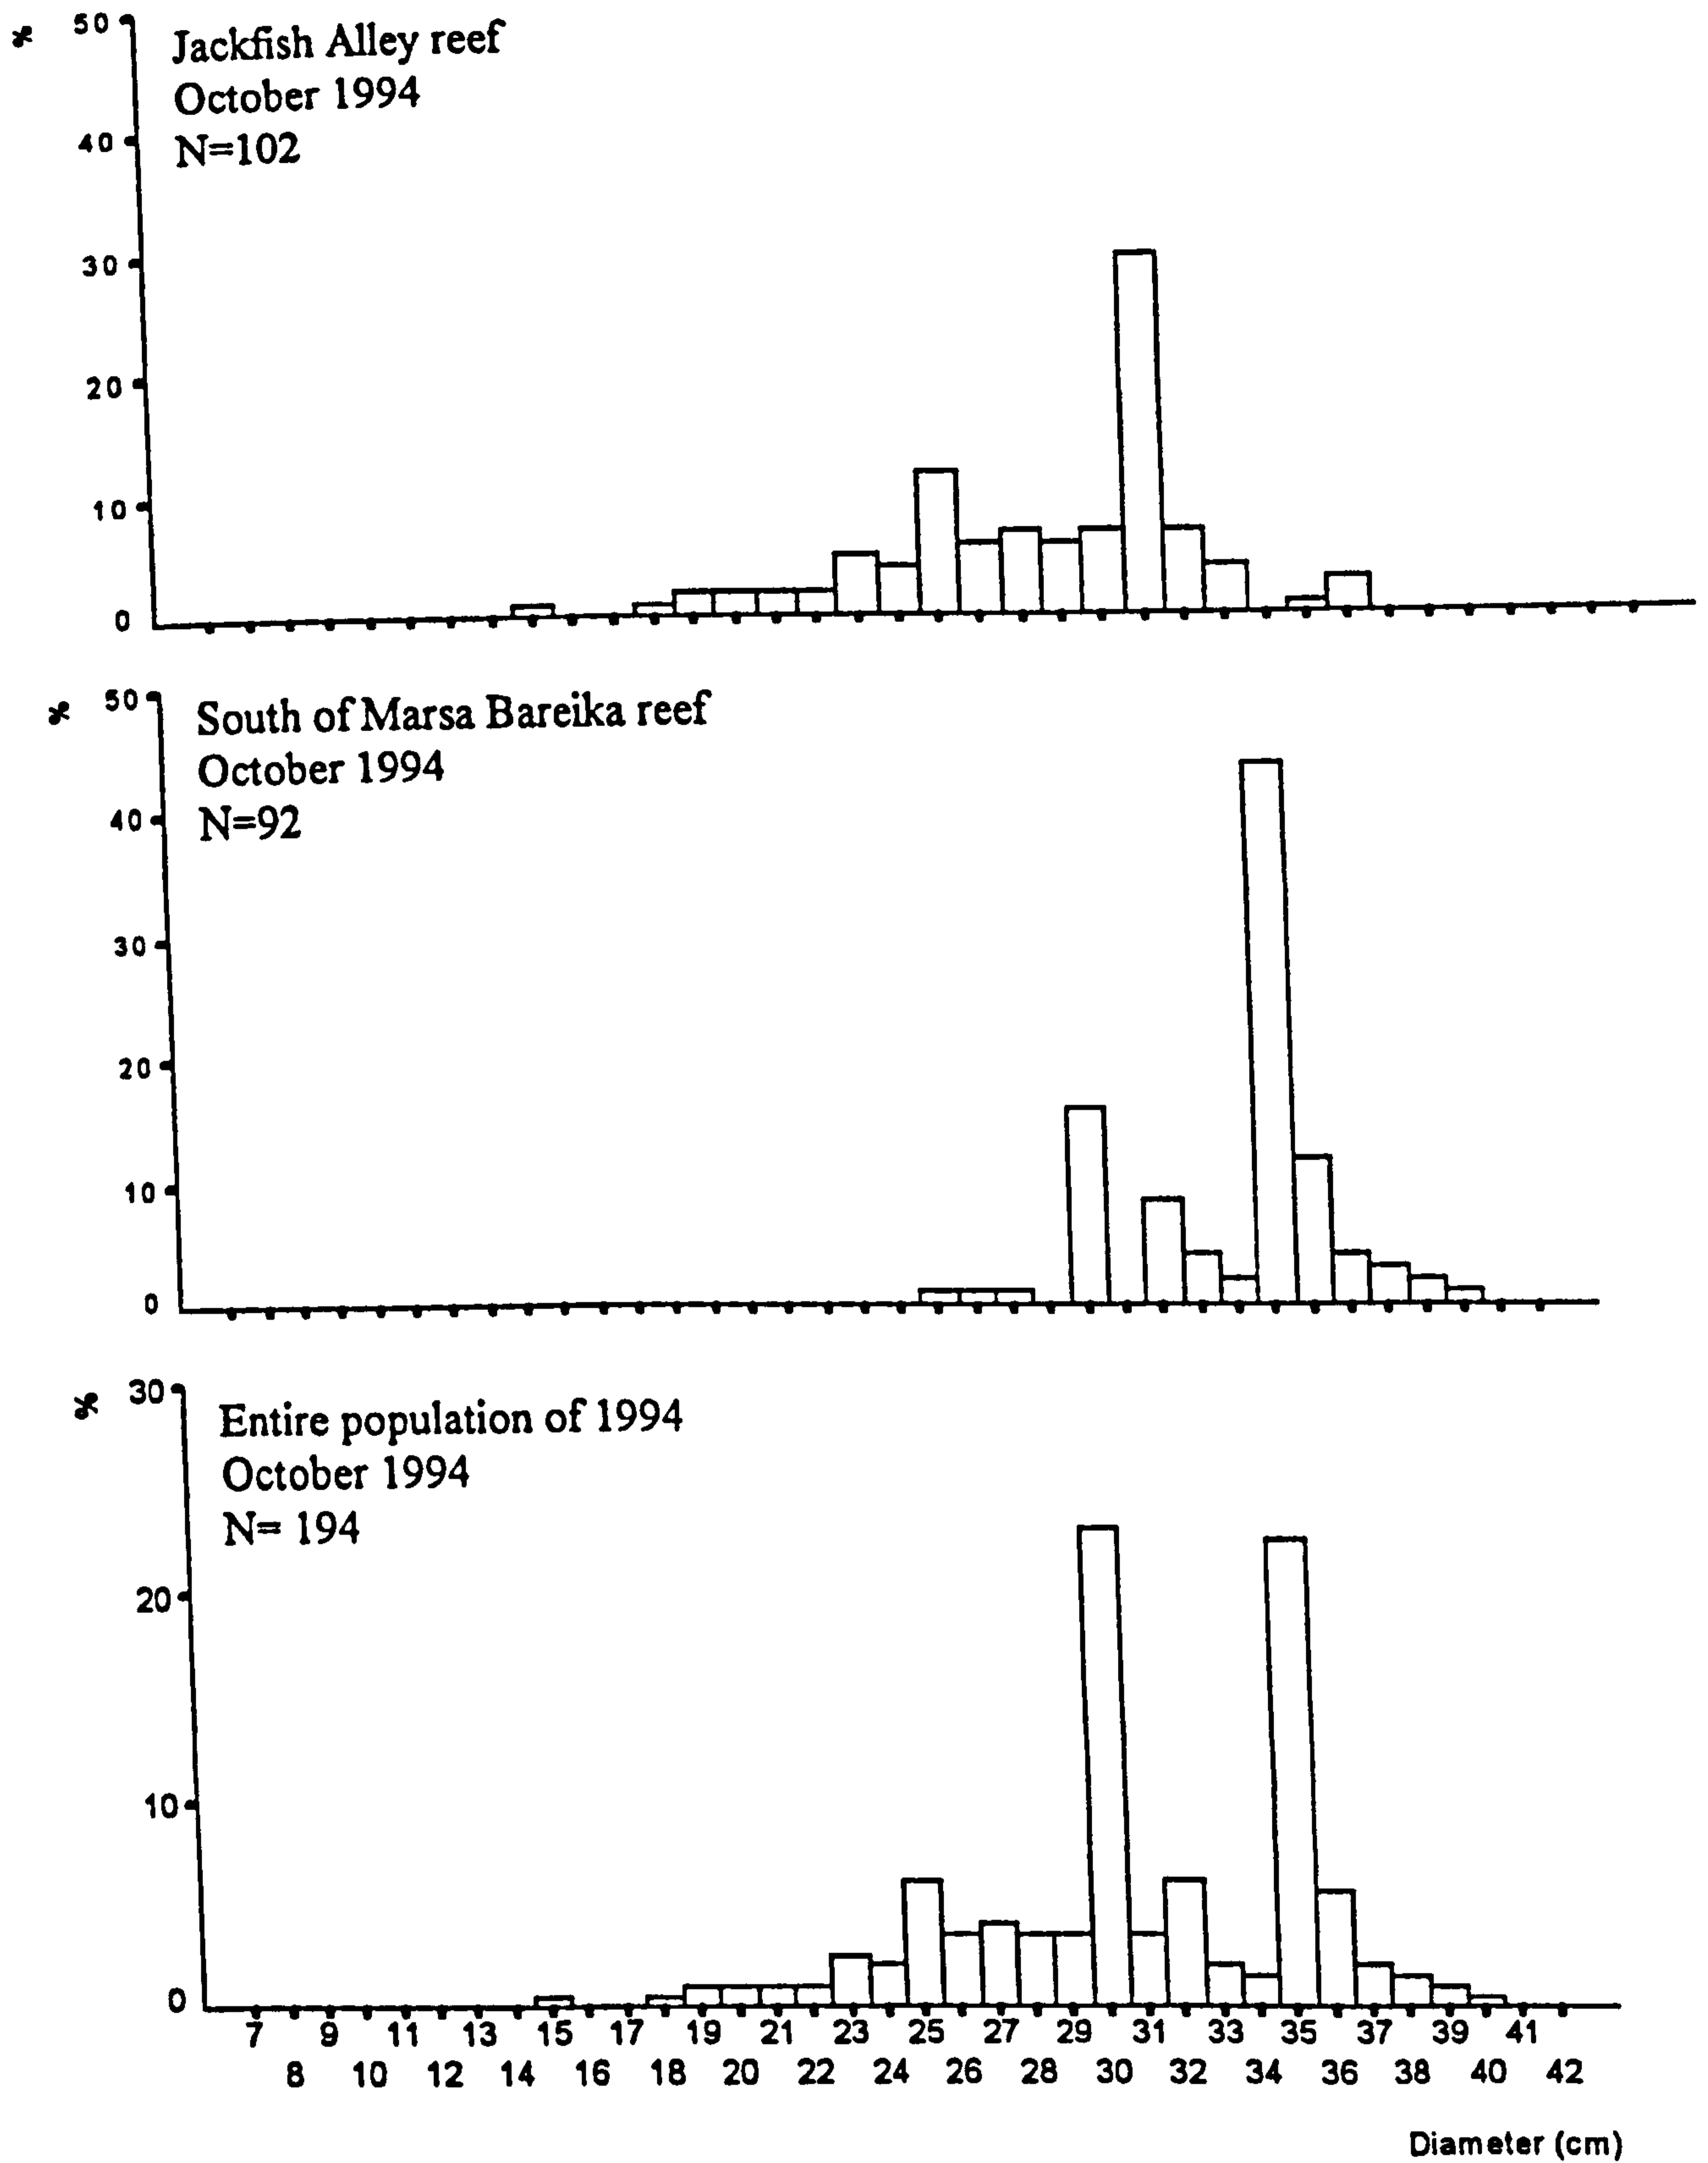 %
50
Jackfish Alley reef
October 1994
N=102
40
30
20
10
0
%
50
South of Marsa Bareika reef
October 1994
N=92
40
30
20
10
0
%
30
Entire population of 1994
October 1994
N= 194
20
10
0
7 9 11 13 15 17 19 21 23 25 27 29 31 33 35 37 39 41
8 10 12 14 16 18 20 22 24 26 28 30 32 34 36 38 40 42
Diameter (cm)